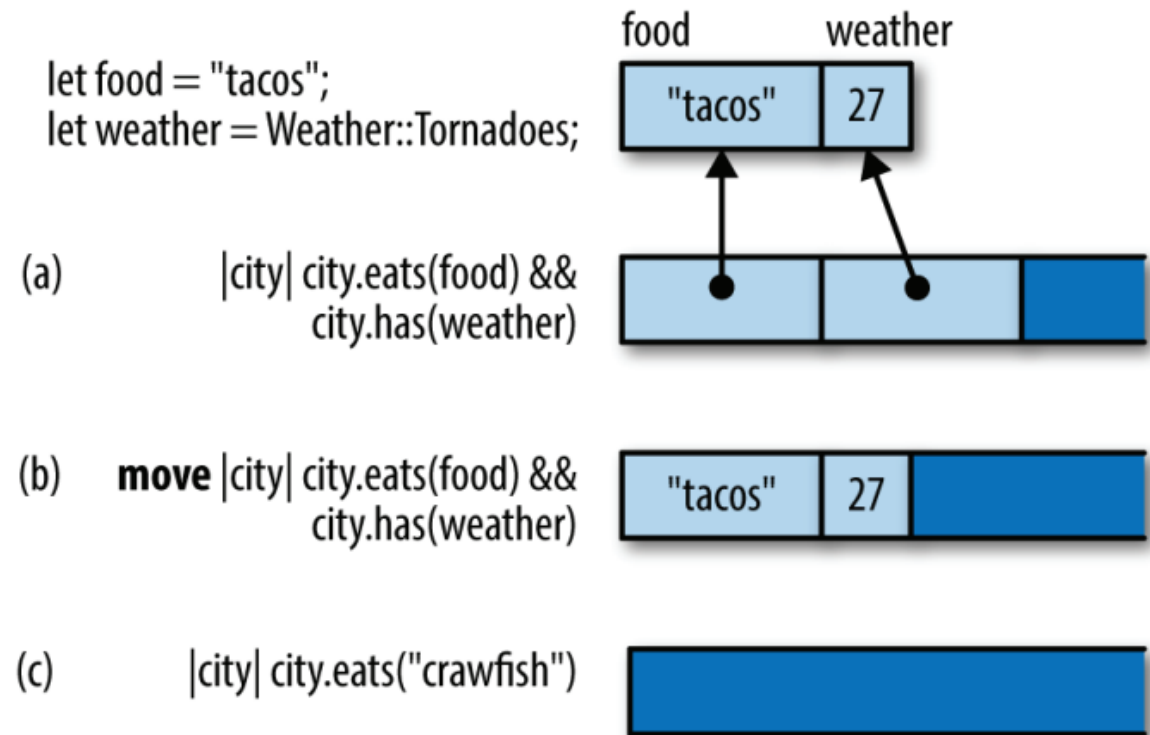 food weather
let food = "tacos";
let weather = Weather::Tornadoes;
"tacos" 27
(a) |city| city.eats(food) &&
city.has(weather)
(b) move |city| city.eats(food) &&
city.has(weather)
"tacos" 27
(c) |city| city.eats("crawfish")